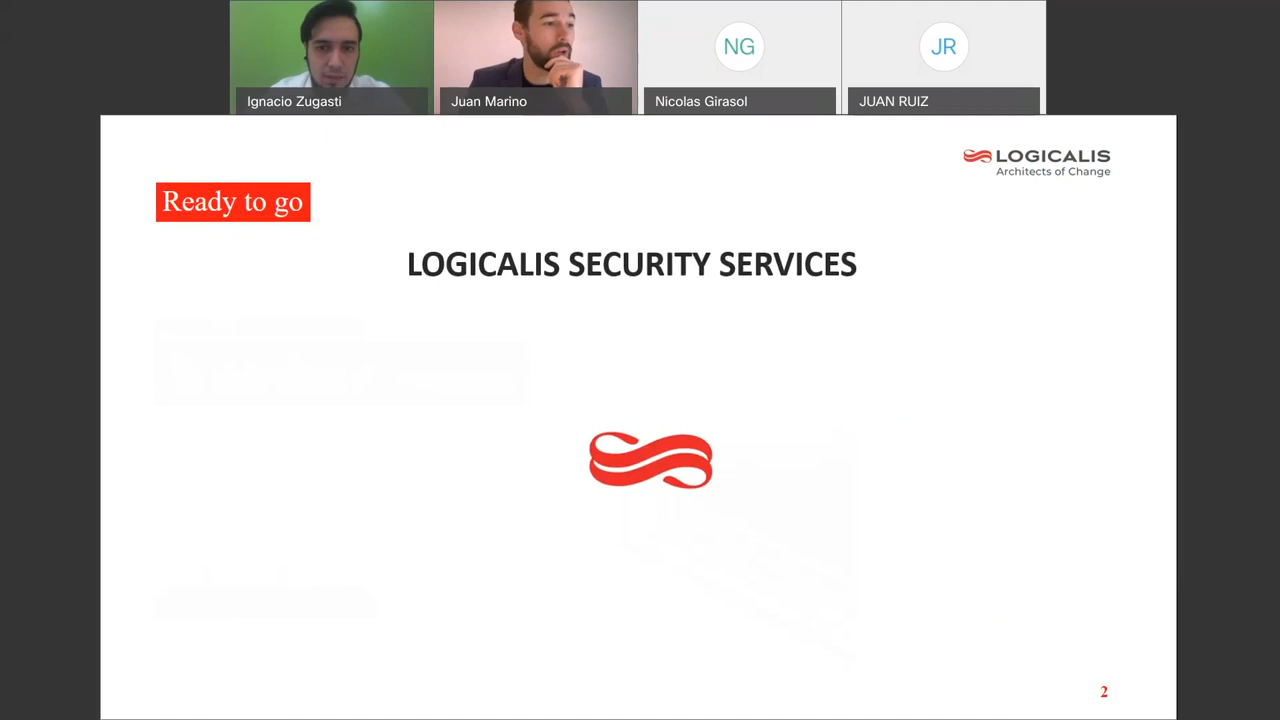 Ignacio Zugasti
Juan Marino
NG
Nicolas Girasol
JR
JUAN RUIZ
LOGICALIS
Architects of Change
Ready to go
LOGICALIS SECURITY SERVICES
2